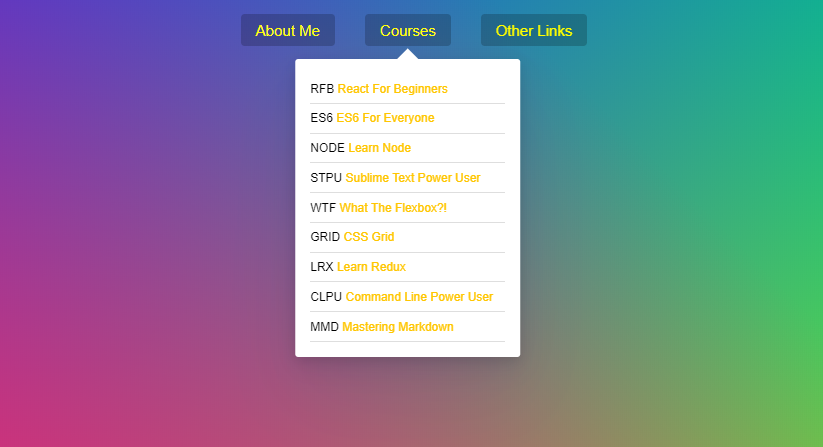 About Me Courses Other Links
RFB React For Beginners
ES6 ES6 For Everyone
NODE Learn Node
STPU Sublime Text Power User
WTF What The Flexbox?!
GRID CSS Grid
LRX Learn Redux
CLPU Command Line Power User
MMD Mastering Markdown